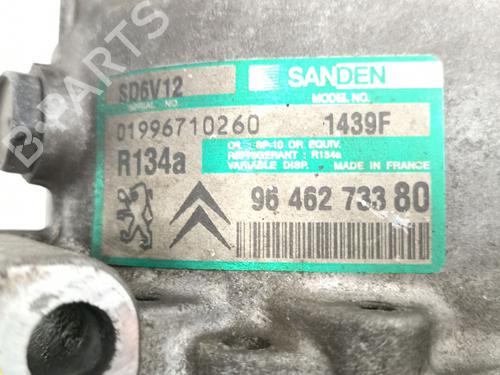 SD6V12
SANDEN
SERIAL NO.
MODEL NO.
01996710260
1439F
R134a
OIL SP-10 OR EQUIV.
REFRIGERANT : R134a
VARIABLE DISP. MADE IN FRANCE
96 462 733 80
B-PARTS